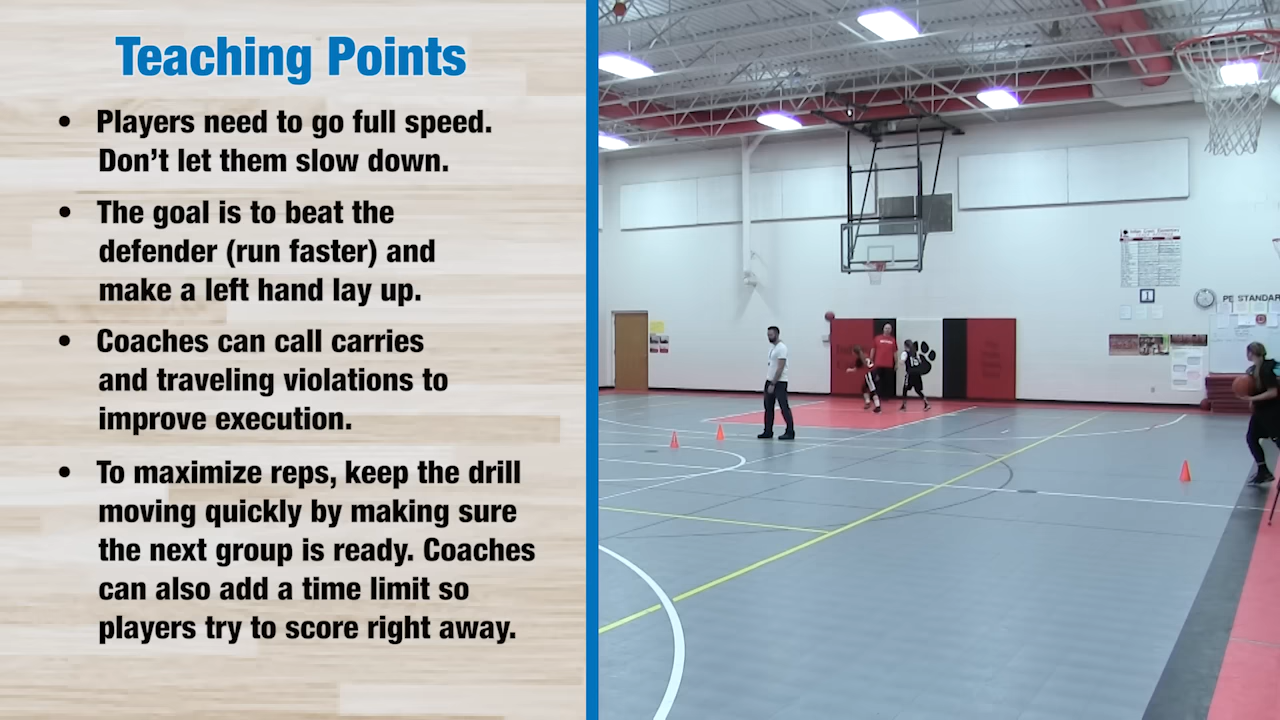 Teaching Points
• Players need to go full speed.
Don't let them slow down.
• The goal is to beat the
defender (run faster) and
make a left hand lay up.
• Coaches can call carries
and traveling violations to
improve execution.
• To maximize reps, keep the drill
moving quickly by making sure
the next group is ready. Coaches
can also add a time limit so
players try to score right away.
PE STANDAR